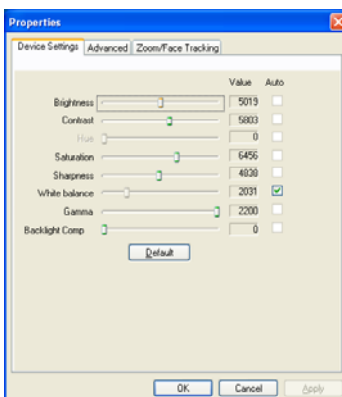 Properties
Device Settings Advanced Zoom/Face Tracking
Value Auto
Brightness 5019
Contrast 5803
Hue 0
Saturation 6456
Sharpness 4838
White balance 2031
Gamma 2200
Backlight Comp 0
Default
OK Cancel Apply